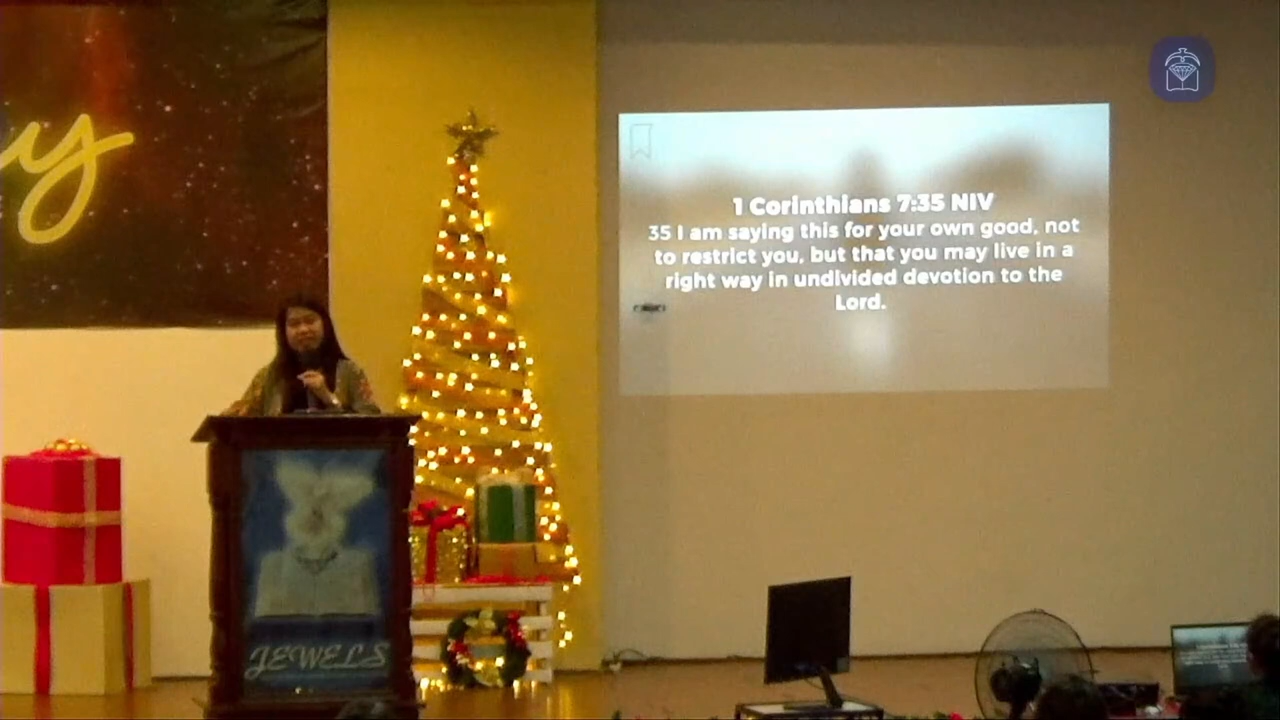 y
1 Corinthians 7:35 NIV
35 I am saying this for your own good, not
to restrict you, but that you may live in a
right way in undivided devotion to the
Lord.
JEWELS